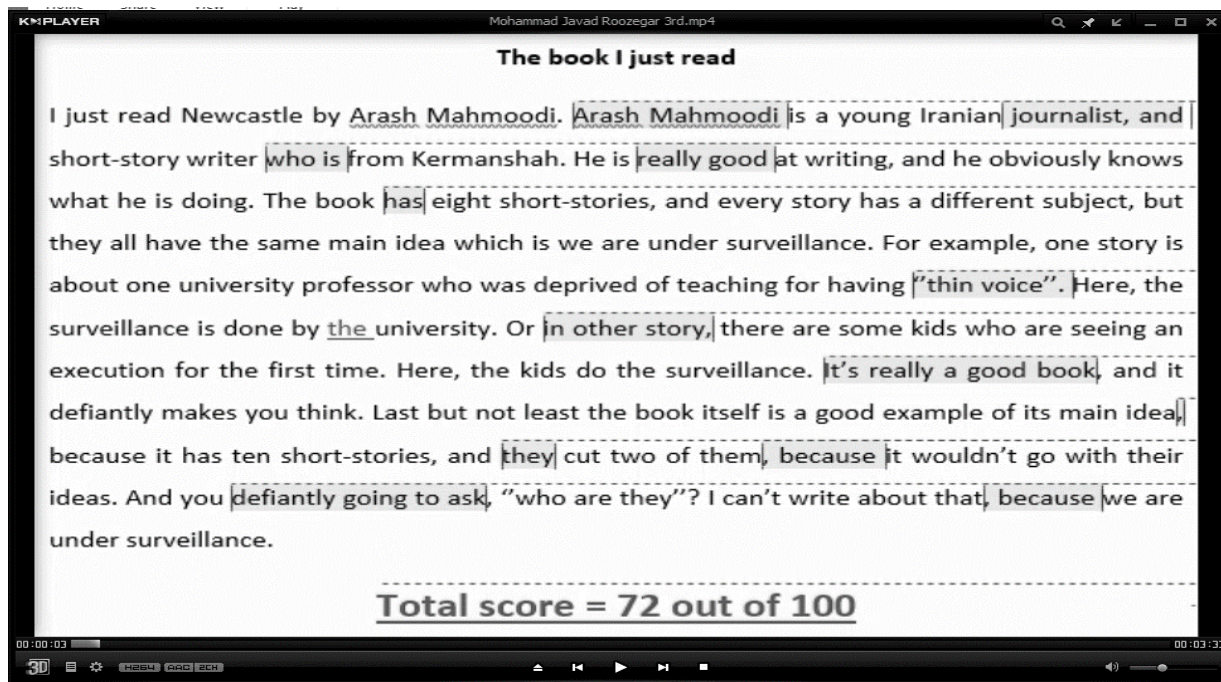 KMPLAYER
Mohammad Javad Roozegar 3rd.mp4
The book I just read
I just read Newcastle by Arash Mahmoodi. Arash Mahmoodi is a young Iranian journalist, and
short-story writer who is from Kermanshah. He is really good at writing, and he obviously knows
what he is doing. The book has eight short-stories, and every story has a different subject, but
they all have the same main idea which is we are under surveillance. For example, one story is
about one university professor who was deprived of teaching for having ‘’thin voice’’. Here, the
surveillance is done by the university. Or in other story, there are some kids who are seeing an
execution for the first time. Here, the kids do the surveillance. It’s really a good book, and it
defiantly makes you think. Last but not least the book itself is a good example of its main idea,
because it has ten short-stories, and they cut two of them, because it wouldn’t go with their
ideas. And you defiantly going to ask, ‘’who are they’’? I can’t write about that, because we are
under surveillance.
Total score = 72 out of 100
00:00:03
3D H264 AAC 2CH